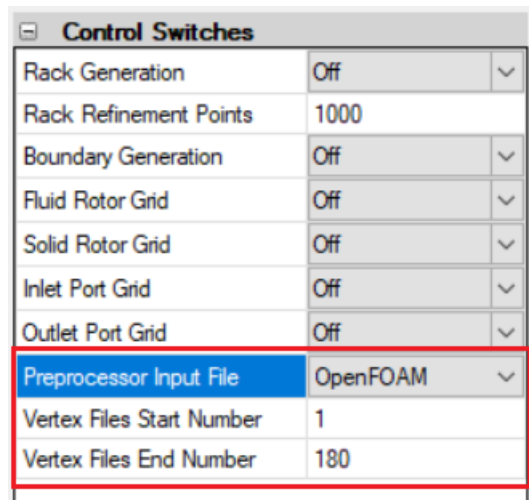 Control Switches
Rack Generation Off
Rack Refinement Points 1000
Boundary Generation Off
Fluid Rotor Grid Off
Solid Rotor Grid Off
Inlet Port Grid Off
Outlet Port Grid Off
Preprocessor Input File OpenFOAM
Vertex Files Start Number 1
Vertex Files End Number 180